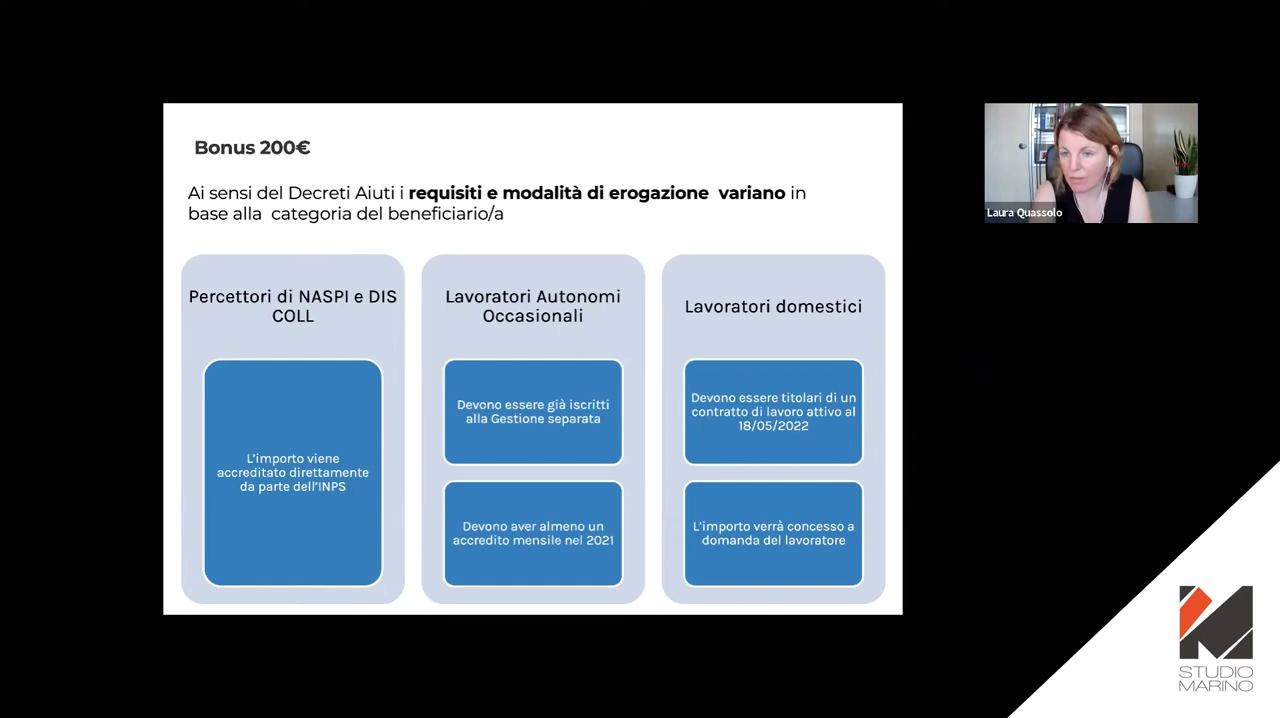 Bonus 200€
Ai sensi del Decreti Aiuti i requisiti e modalità di erogazione variano in
base alla categoria del beneficiario/a
Percettori di NASPI e DIS
COLL
L'importo viene
accreditato direttamente
da parte dell'INPS
Lavoratori Autonomi
Occasionali
Devono essere già iscritti
alla Gestione separata
Devono aver almeno un
accredito mensile nel 2021
Lavoratori domestici
Devono essere titolari di un
contratto di lavoro attivo al
18/05/2022
L'importo verrà concesso a
domanda del lavoratore
Laura Quassolo
STUDIO
MARINO